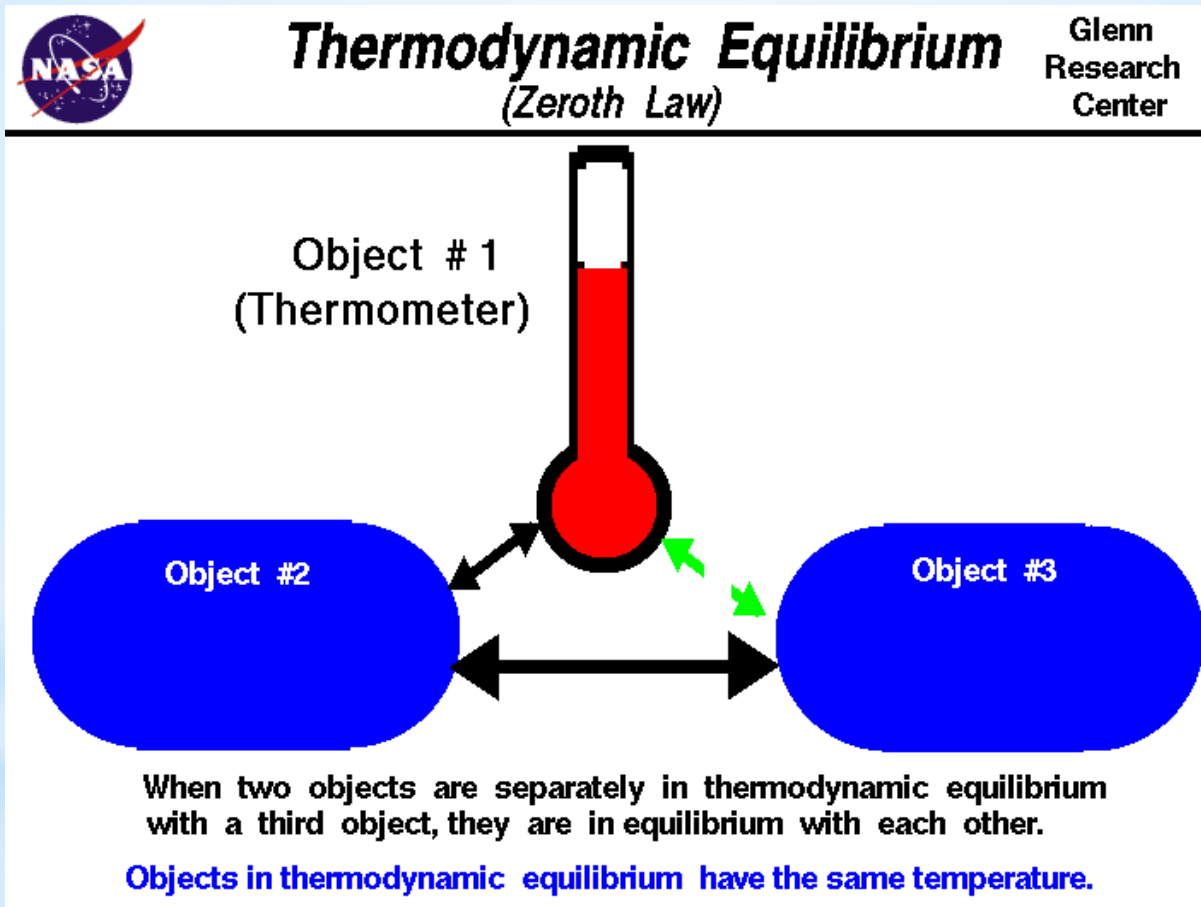 NASA
Thermodynamic Equilibrium
(Zeroth Law)
Glenn
Research
Center
Object # 1
(Thermometer)
Object #2
Object #3
When two objects are separately in thermodynamic equilibrium
with a third object, they are in equilibrium with each other.
Objects in thermodynamic equilibrium have the same temperature.